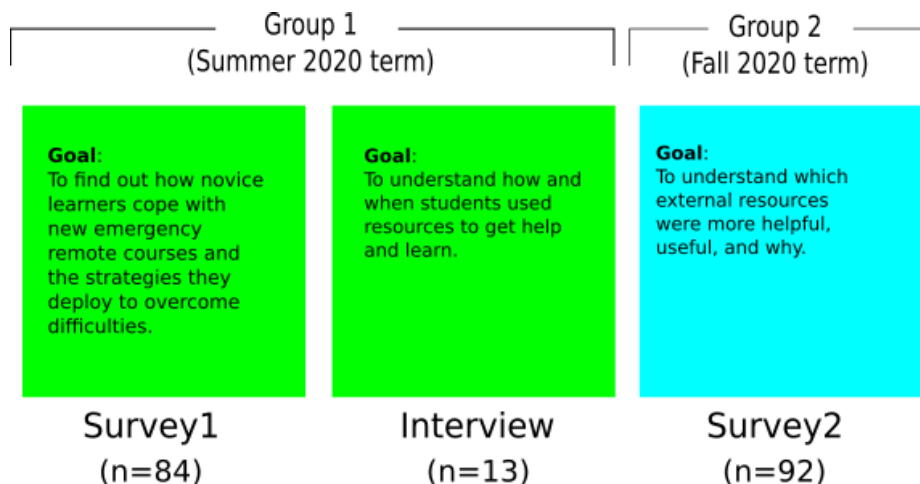 Group 1
(Summer 2020 term)
Group 2
(Fall 2020 term)
Goal:
To find out how novice
learners cope with
new emergency
remote courses and
the strategies they
deploy to overcome
difficulties.
Goal:
To understand how and
when students used
resources to get help
and learn.
Goal:
To understand which
external resources
were more helpful,
useful, and why.
Survey1
(n=84)
Interview
(n=13)
Survey2
(n=92)